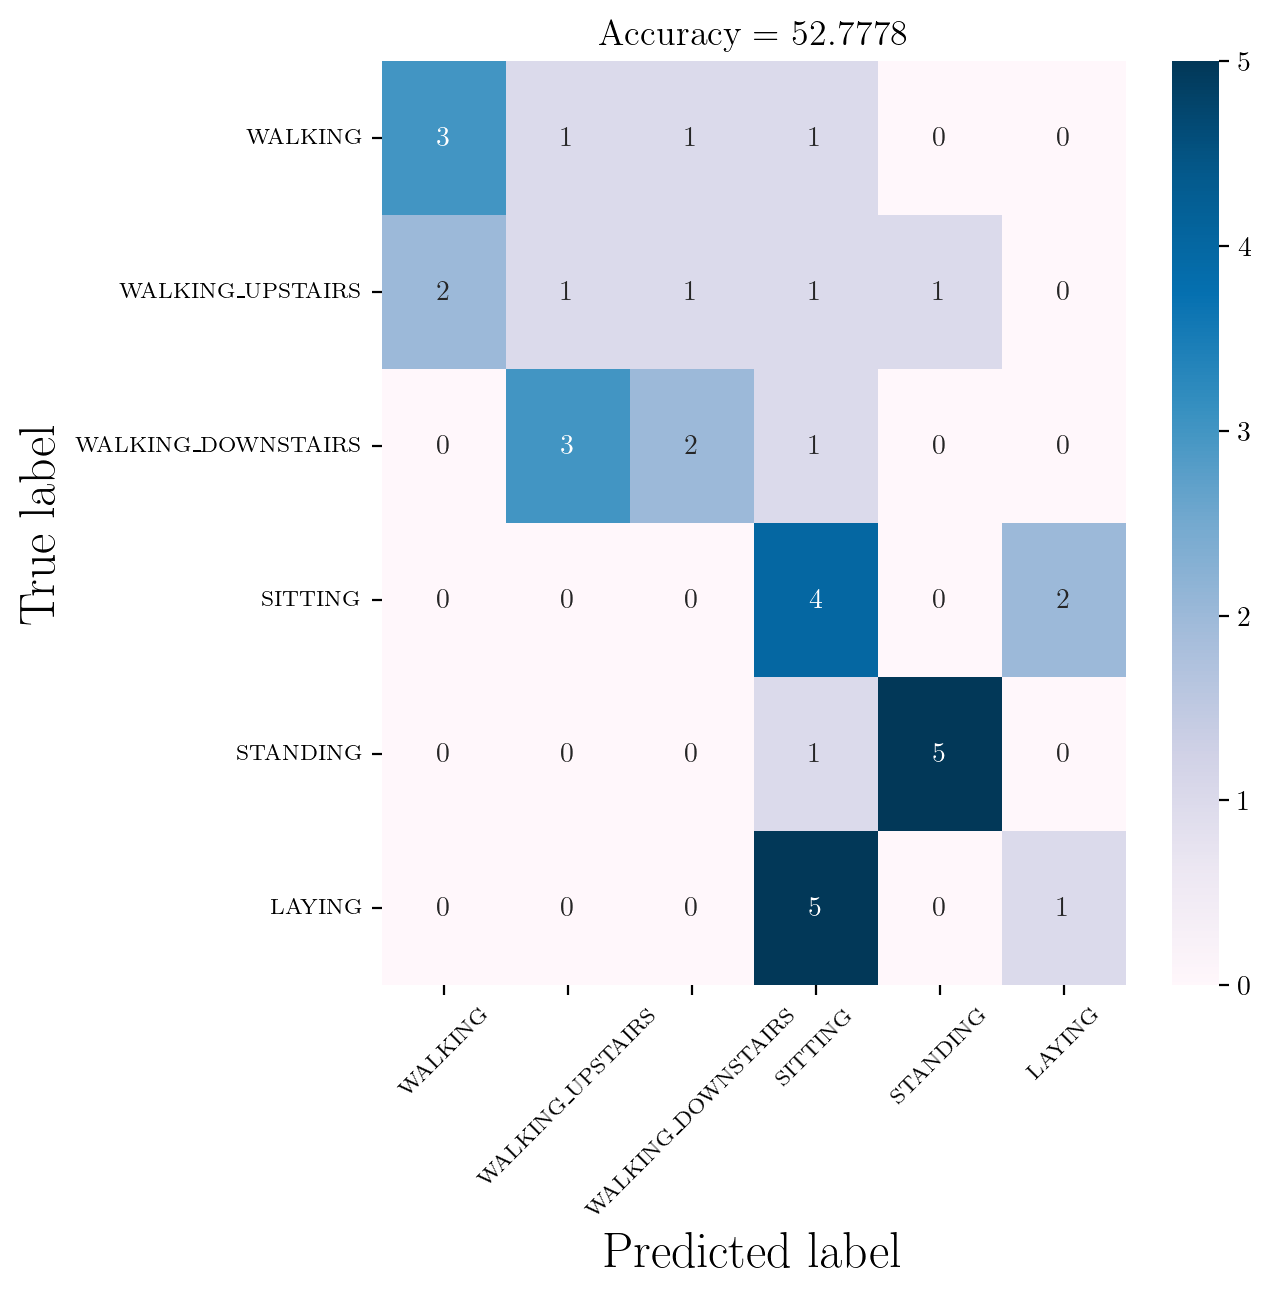 Accuracy = 52.7778
WALKING 3 1 1 1 0 0
WALKING_UPSTAIRS 2 1 1 1 1 0
WALKING_DOWNSTAIRS 0 3 2 1 0 0
SITTING 0 0 0 4 0 2
STANDING 0 0 0 1 5 0
LAYING 0 0 0 5 0 1
True label
WALKING
WALKING_UPSTAIRS
WALKING_DOWNSTAIRS
SITTING
STANDING
LAYING
Predicted label
5
4
3
2
1
0